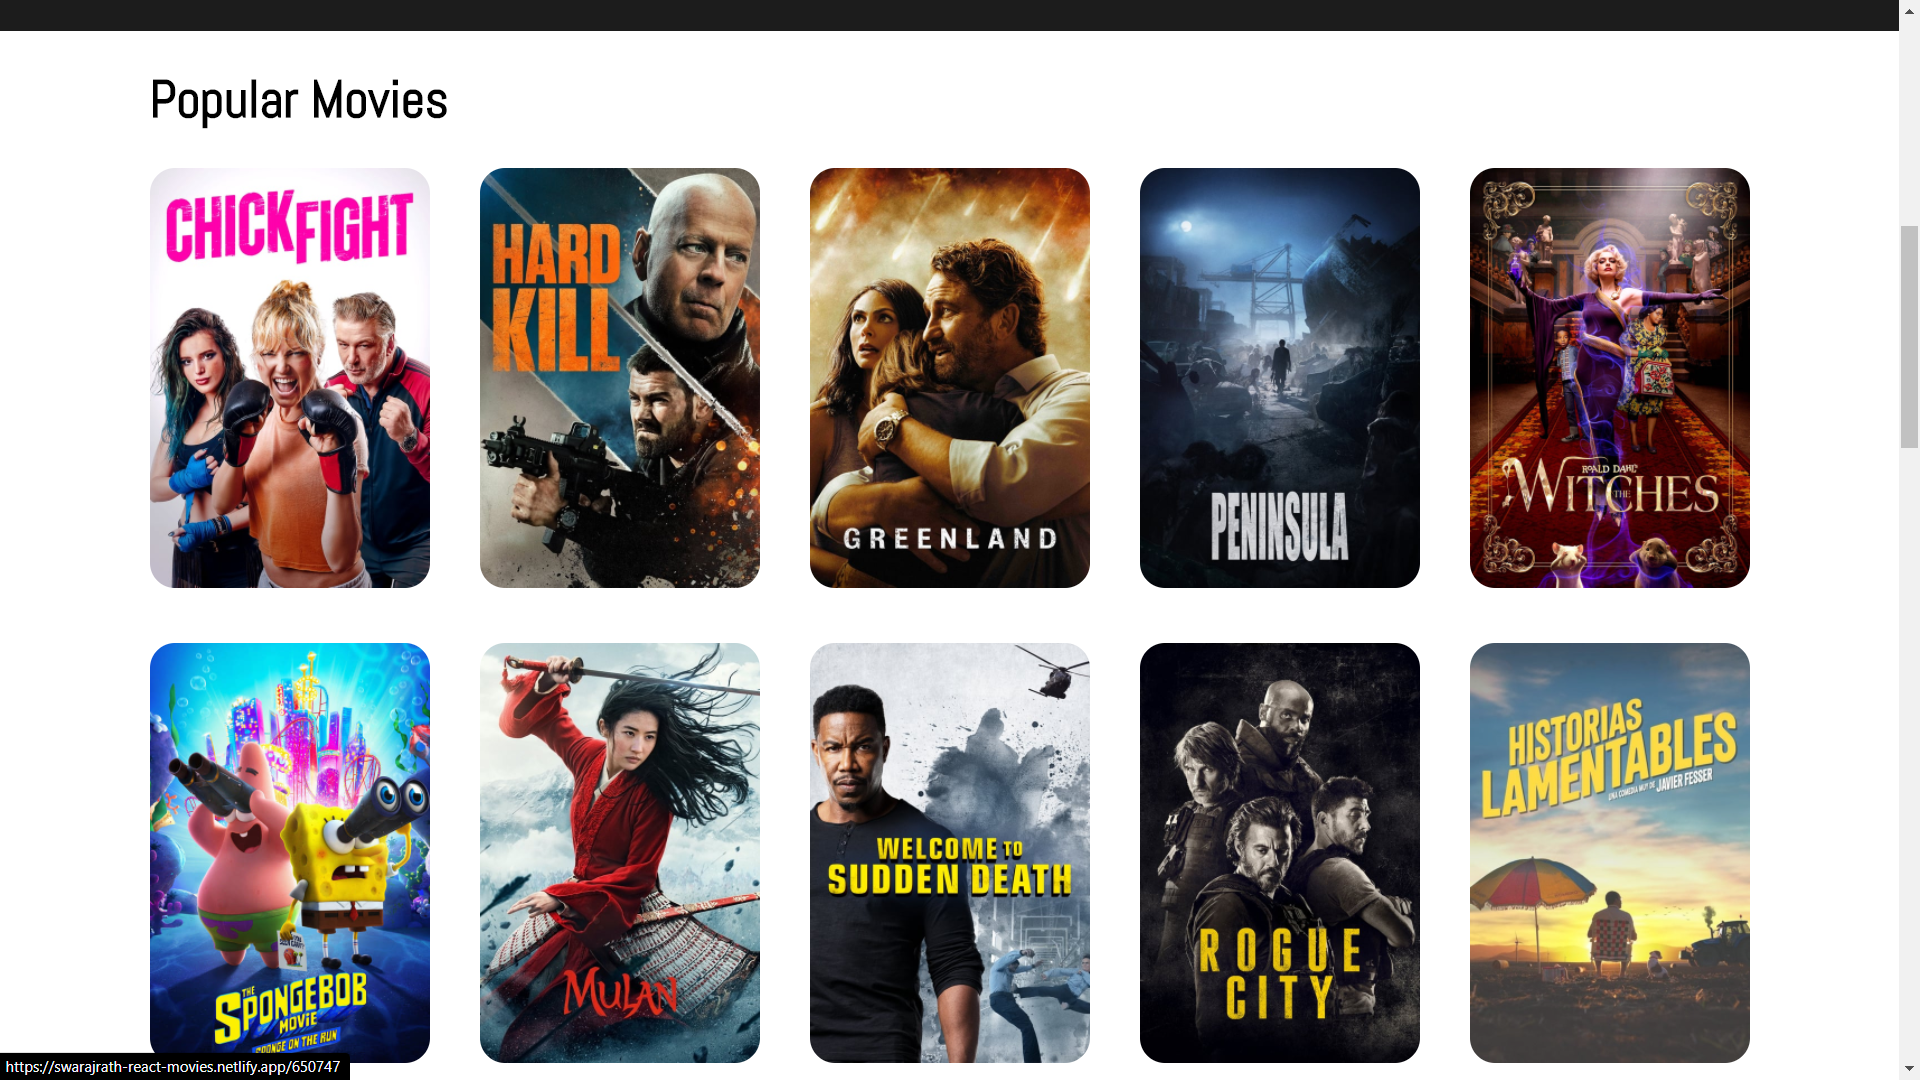 Popular Movies
CHICK FIGHT
HARD
KILL
GREENLAND
PENINSULA
ROALD DAHL'
WITCHES
THE
THE
SPONGEBOB
MOVIE
SPONGE ON THE RUN
MULAN
WELCOME TO
SUDDEN DEATH
ROGUE
CITY
HISTORIAS
LAMENTABLES
UNA COMEDIA MUY DE JAVIER FESSER
https://swarajrath-react-movies.netlify.app/650747